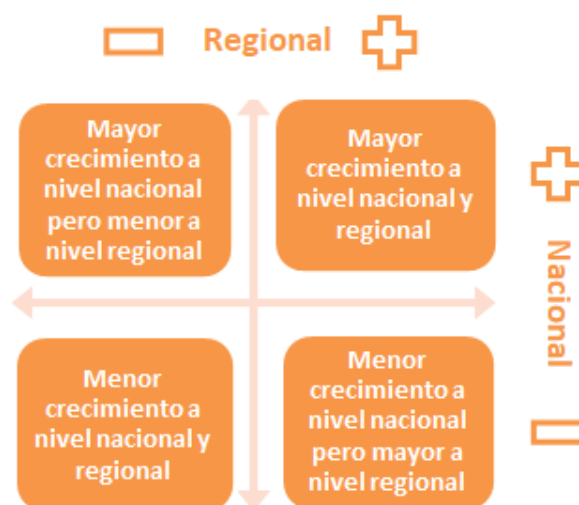 Regional
Mayor
crecimiento a
nivel nacional
pero menor a
nivel regional
Mayor
crecimiento a
nivel nacional y
regional
Nacional
Menor
crecimiento a
nivel nacional y
regional
Menor
crecimiento a
nivel nacional
pero mayor a
nivel regional